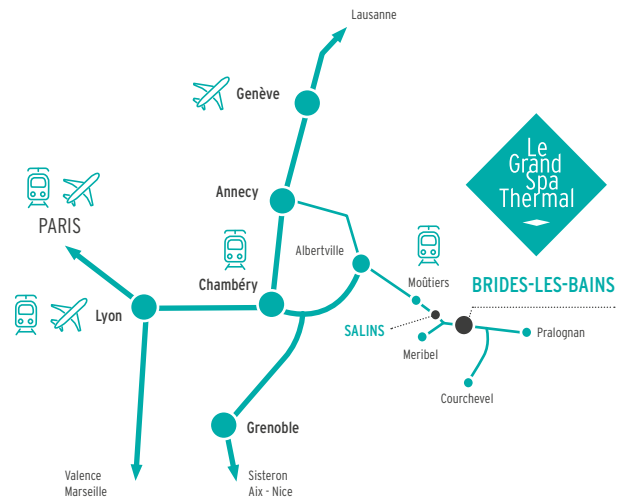 Lausanne
Genève
Le
Grand
Spa
Thermal
PARIS
Annecy
Albertville
Moûtiers
BRIDES-LES-BAINS
Chambéry
Lyon
SALINS
Meribel
Pralognan
Courchevel
Grenoble
Valence
Marseille
Sisteron
Aix - Nice